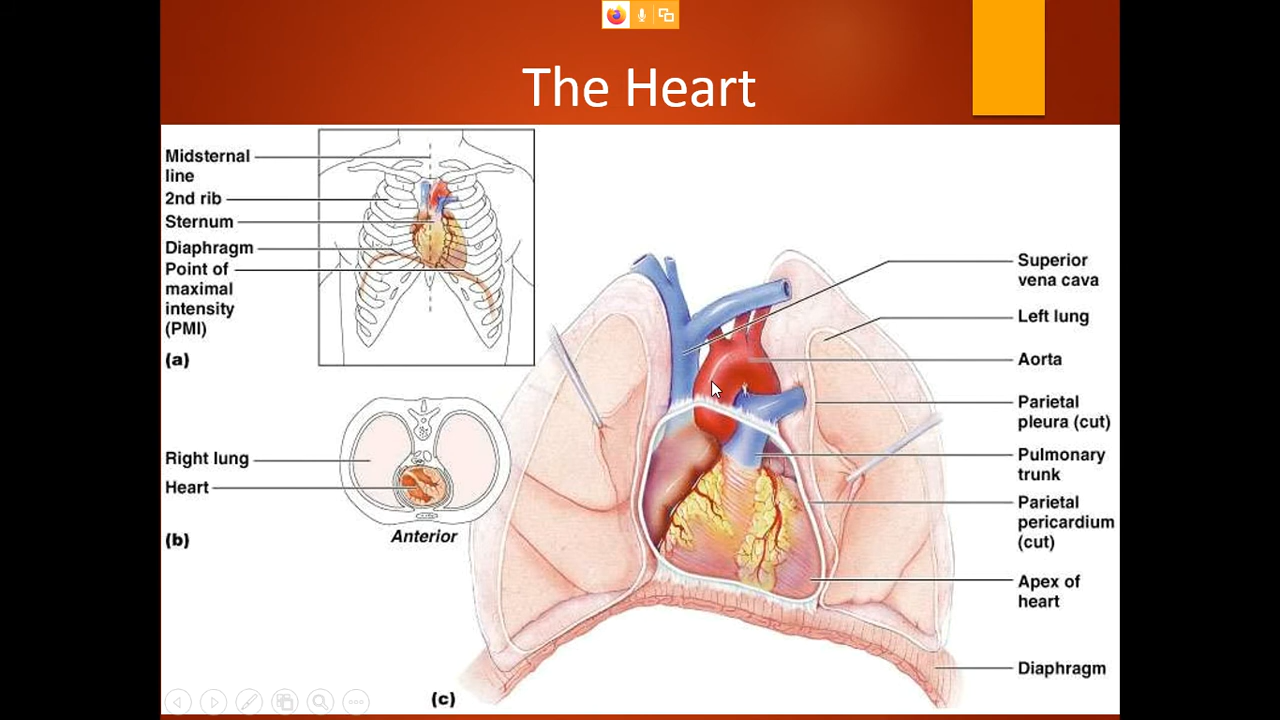 The Heart
Midsternal
line
2nd rib
Sternum
Diaphragm
Point of
maximal
intensity
(PMI)
(a)
Right lung
Heart
Anterior
(b)
Superior
vena cava
Left lung
Aorta
Parietal
pleura (cut)
Pulmonary
trunk
Parietal
pericardium
(cut)
Apex of
heart
Diaphragm
(c)